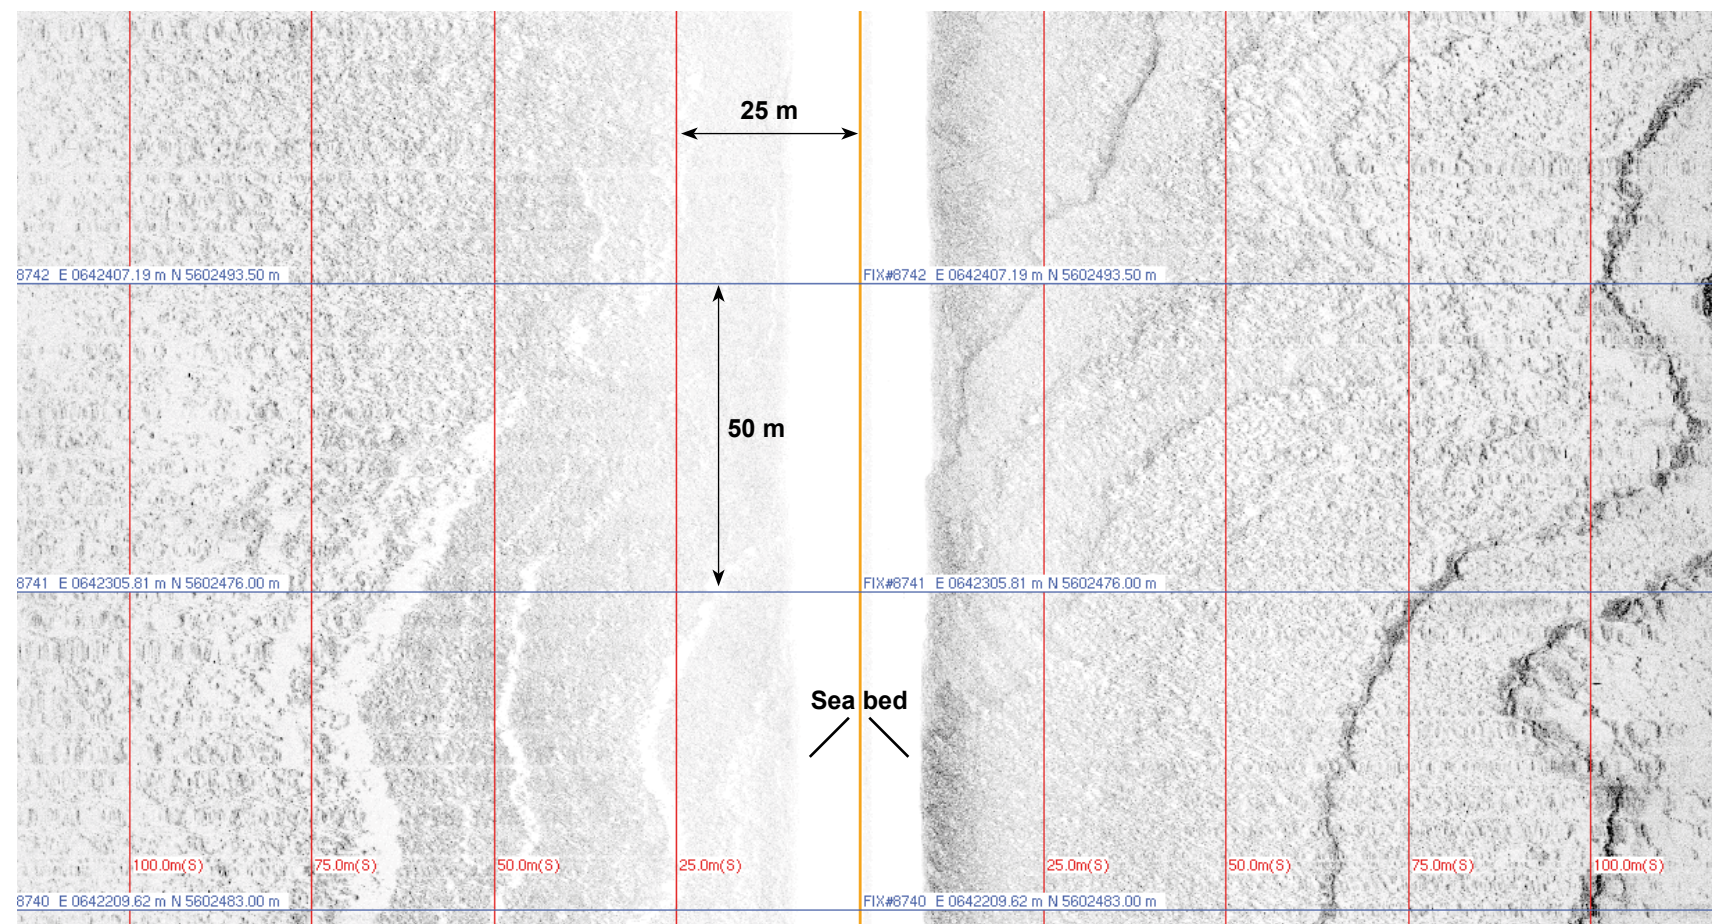 25 m
8742 E 0642407.19 m N 5602493.50 m
FIX#8742 E 0642407.19 m N 5602493.50 m
50 m
8741 E 0642305.81 m N 5602476.00 m
FIX#8741 E 0642305.81 m N 5602476.00 m
Sea bed
100.0m(S) 75.0m(S) 50.0m(S) 25.0m(S) 25.0m(S) 50.0m(S) 75.0m(S) 100.0m(S)
8740 E 0642209.62 m N 5602483.00 m
FIX#8740 E 0642209.62 m N 5602483.00 m